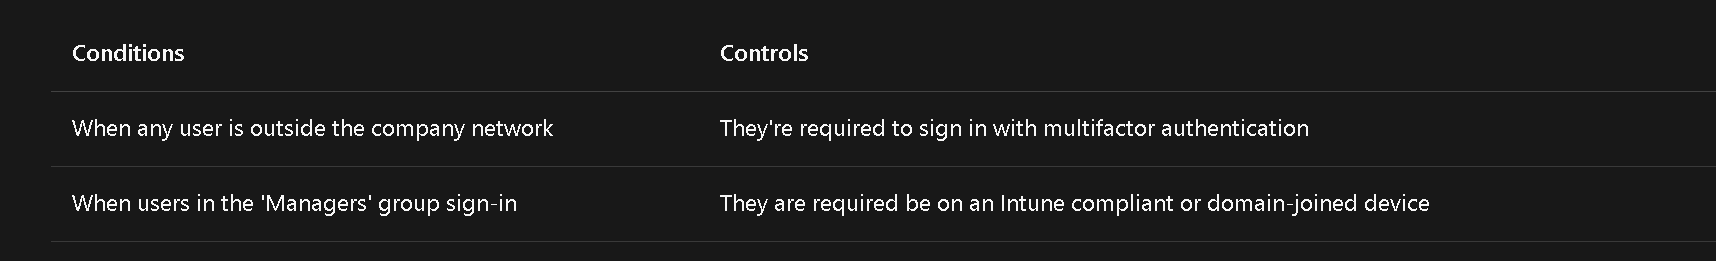 Conditions
Controls
When any user is outside the company network
They're required to sign in with multifactor authentication
When users in the 'Managers' group sign-in
They are required be on an Intune compliant or domain-joined device